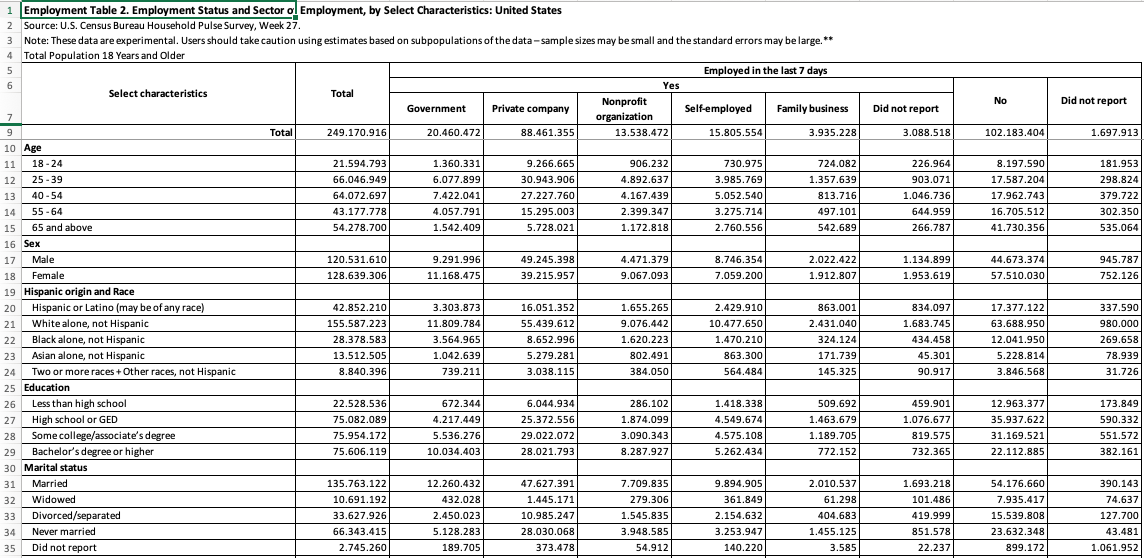 1 Employment Table 2. Employment Status and Sector of Employment, by Select Characteristics: United States
2 Source: U.S. Census Bureau Household Pulse Survey, Week 27.
3 Note: These data are experimental. Users should take caution using estimates based on subpopulations of the data – sample sizes may be small and the standard errors may be large.**
4 Total Population 18 Years and Older
5 Select characteristics Total Employed in the last 7 days
6 Yes No Did not report
7 Government Private company Nonprofit organization Self-employed Family business Did not report
9 Total 249.170.916 20.460.472 88.461.355 13.538.472 15.805.554 3.935.228 3.088.518 102.183.404 1.697.913
10 Age
11 18 - 24 21.594.793 1.360.331 9.266.665 906.232 730.975 724.082 226.964 8.197.590 181.953
12 25 - 39 66.046.949 6.077.899 30.943.906 4.892.637 3.985.769 1.357.639 903.071 17.587.204 298.824
13 40 - 54 64.072.697 7.422.041 27.227.760 4.167.439 5.052.540 813.716 1.046.736 17.962.743 379.722
14 55 - 64 43.177.778 4.057.791 15.295.003 2.399.347 3.275.714 497.101 644.959 16.705.512 302.350
15 65 and above 54.278.700 1.542.409 5.728.021 1.172.818 2.760.556 542.689 266.787 41.730.356 535.064
16 Sex
17 Male 120.531.610 9.291.996 49.245.398 4.471.379 8.746.354 2.022.422 1.134.899 44.673.374 945.787
18 Female 128.639.306 11.168.475 39.215.957 9.067.093 7.059.200 1.912.807 1.953.619 57.510.030 752.126
19 Hispanic origin and Race
20 Hispanic or Latino (may be of any race) 42.852.210 3.303.873 16.051.352 1.655.265 2.429.910 863.001 834.097 17.377.122 337.590
21 White alone, not Hispanic 155.587.223 11.809.784 55.439.612 9.076.442 10.477.650 2.431.040 1.683.745 63.688.950 980.000
22 Black alone, not Hispanic 28.378.583 3.564.965 8.652.996 1.620.223 1.470.210 324.124 434.458 12.041.950 269.658
23 Asian alone, not Hispanic 13.512.505 1.042.639 5.279.281 802.491 863.300 171.739 45.301 5.228.814 78.939
24 Two or more races + Other races, not Hispanic 8.840.396 739.211 3.038.115 384.050 564.484 145.325 90.917 3.846.568 31.726
25 Education
26 Less than high school 22.528.536 672.344 6.044.934 286.102 1.418.338 509.692 459.901 12.963.377 173.849
27 High school or GED 75.082.089 4.217.449 25.372.556 1.874.099 4.549.674 1.463.679 1.076.677 35.937.622 590.332
28 Some college/associate's degree 75.954.172 5.536.276 29.022.072 3.090.343 4.575.108 1.189.705 819.575 31.169.521 551.572
29 Bachelor's degree or higher 75.606.119 10.034.403 28.021.793 8.287.927 5.262.434 772.152 732.365 22.112.885 382.161
30 Marital status
31 Married 135.763.122 12.260.432 47.627.391 7.709.835 9.894.905 2.010.537 1.693.218 54.176.660 390.143
32 Widowed 10.691.192 432.028 1.445.171 279.306 361.849 61.298 101.486 7.935.417 74.637
33 Divorced/separated 33.627.926 2.450.023 10.985.247 1.545.835 2.154.632 404.683 419.999 15.539.808 127.700
34 Never married 66.343.415 5.128.283 28.030.068 3.948.585 3.253.947 1.455.125 851.578 23.632.348 43.481
35 Did not report 2.745.260 189.705 373.478 54.912 140.220 3.585 22.237 899.172 1.061.952